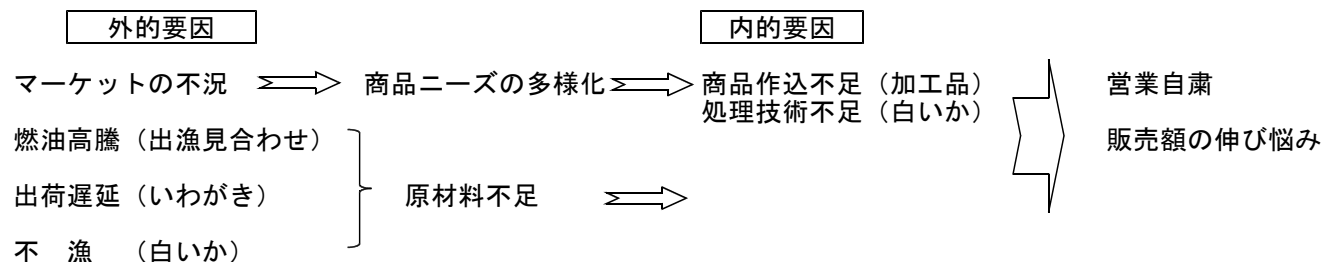 外的要因 内的要因
マーケットの不況 商品ニーズの多様化 商品作込不足（加工品） 営業自粛
処理技術不足（白いか）
燃油高騰（出漁見合わせ） 販売額の伸び悩み
出荷遅延（いわがき） 原材料不足
不　漁　（白いか）